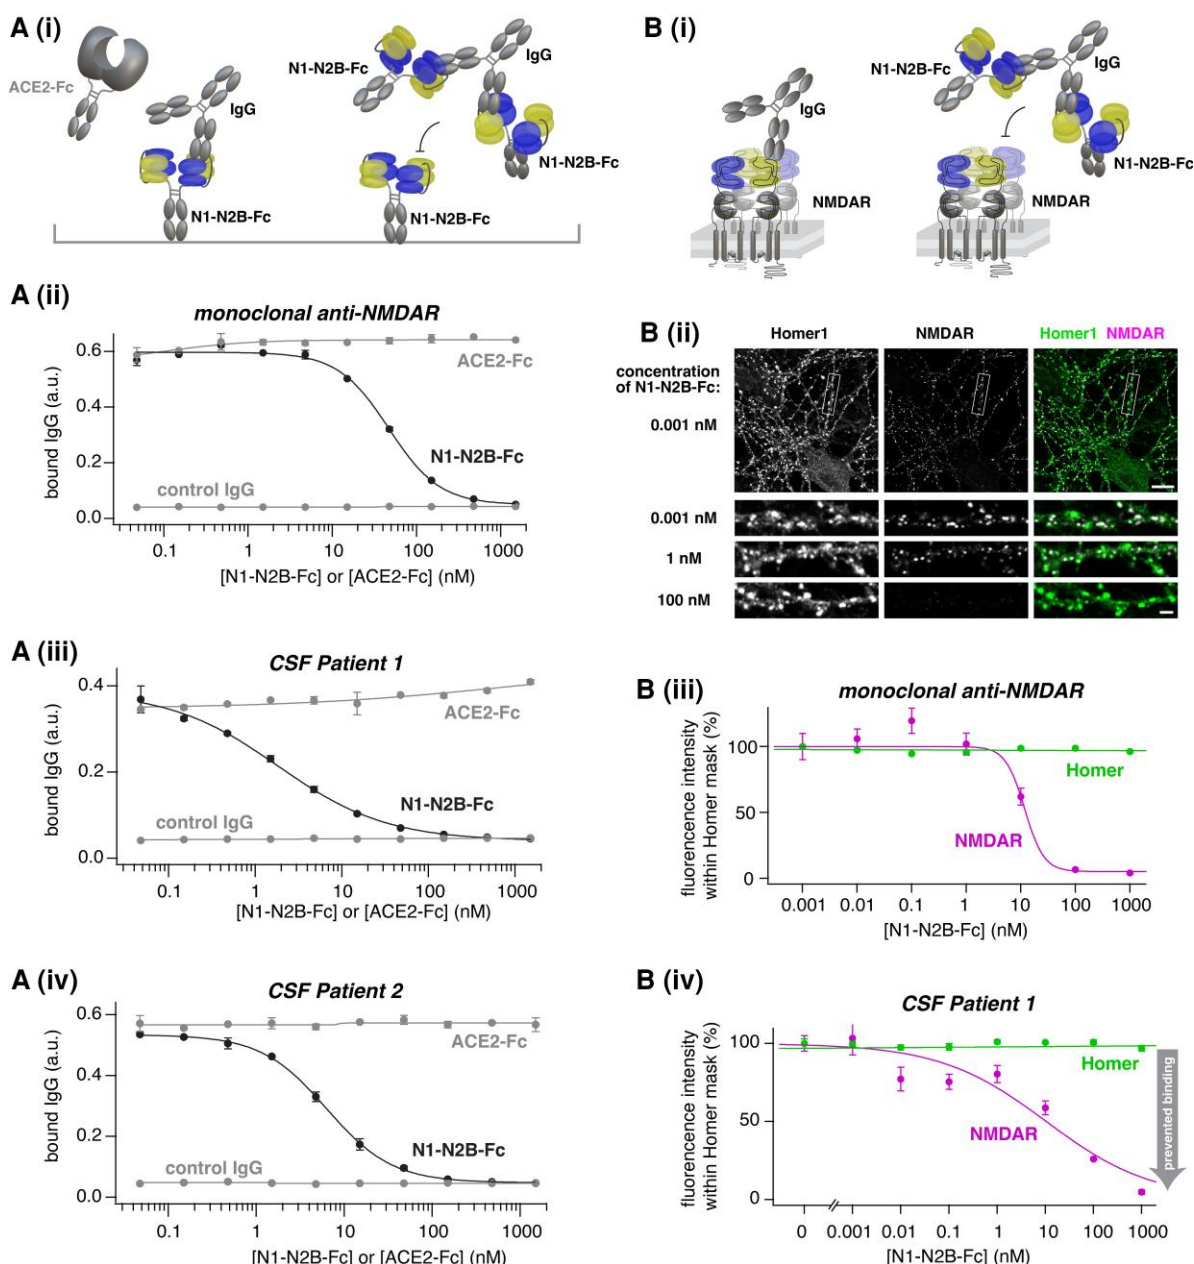 A (i)
ACE2-Fc
IgG
N1-N2B-Fc
N1-N2B-Fc
IgG
N1-N2B-Fc
N1-N2B-Fc
A (ii)
monoclonal anti-NMDAR
bound IgG (a.u.)
0.6
0.4
0.2
0.0
ACE2-Fc
N1-N2B-Fc
control IgG
0.1 1 10 100 1000
[N1-N2B-Fc] or [ACE2-Fc] (nM)
A (iii)
CSF Patient 1
bound IgG (a.u.)
0.4
0.2
0.0
ACE2-Fc
N1-N2B-Fc
control IgG
0.1 1 10 100 1000
[N1-N2B-Fc] or [ACE2-Fc] (nM)
A (iv)
CSF Patient 2
bound IgG (a.u.)
0.6
0.4
0.2
0.0
ACE2-Fc
N1-N2B-Fc
control IgG
0.1 1 10 100 1000
[N1-N2B-Fc] or [ACE2-Fc] (nM)
B (i)
IgG
NMDAR
N1-N2B-Fc
IgG
N1-N2B-Fc
NMDAR
B (ii)
Homer1 NMDAR Homer1 NMDAR
concentration
of N1-N2B-Fc:
0.001 nM
0.001 nM
1 nM
100 nM
B (iii)
monoclonal anti-NMDAR
fluorescence intensity
within Homer mask (%)
100
50
0
Homer
NMDAR
0.001 0.01 0.1 1 10 100 1000
[N1-N2B-Fc] (nM)
B (iv)
CSF Patient 1
fluorescence intensity
within Homer mask (%)
100
50
0
Homer
NMDAR
prevented binding
0 0.001 0.01 0.1 1 10 100 1000
[N1-N2B-Fc] (nM)